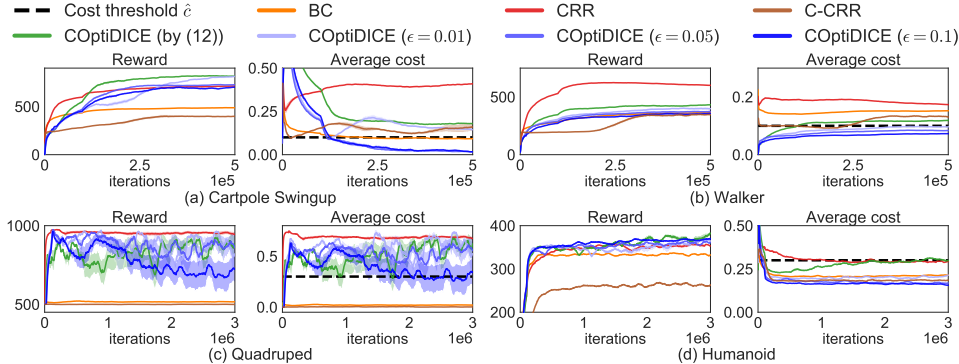 Cost threshold ĉ BC CRR C-CRR
COptiDICE (by (12)) COptiDICE (ϵ = 0.01) COptiDICE (ϵ = 0.05) COptiDICE (ϵ = 0.1)
Reward Average cost Reward Average cost
500
0
0 2.5 5
iterations 1e5
0.50
0.25
0.00
0 2.5 5
iterations 1e5
500
0
0 2.5 5
iterations 1e5
0.2
0.0
0 2.5 5
iterations 1e5
(a) Cartpole Swingup (b) Walker
Reward Average cost Reward Average cost
1000
750
500
0 1 2 3
iterations 1e6
0.5
0.0
0 1 2 3
iterations 1e6
400
300
200
0 1 2 3
iterations 1e6
0.50
0.25
0.00
0 1 2 3
iterations 1e6
(c) Quadruped (d) Humanoid